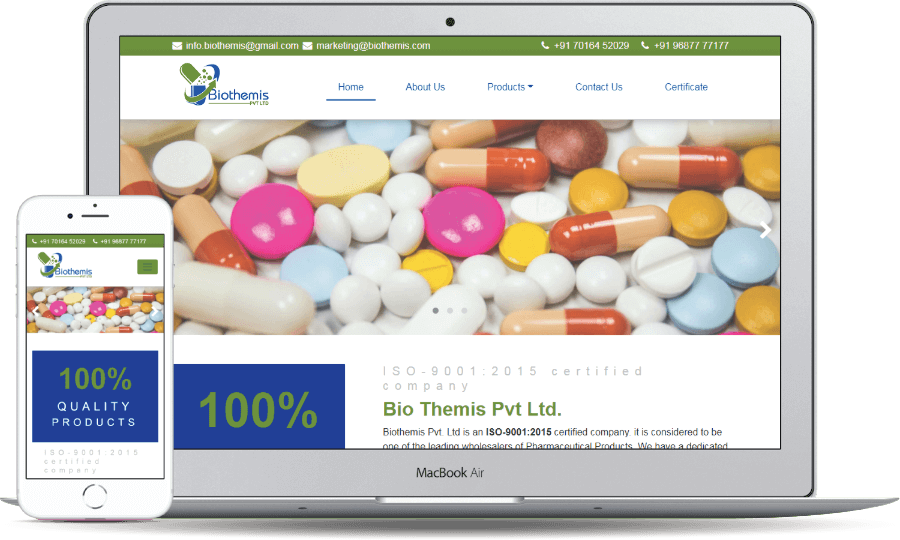 info.biothemis@gmail.com marketing@biothemis.com +91 70164 52029 +91 96877 77177
Biothemis
PVT LTD
Home About Us Products Contact Us Certificate
ISO-9001:2015 certified
company
100%
Bio Themis Pvt Ltd.
Biothemis Pvt. Ltd is an ISO-9001:2015 certified company. it is considered to be
one of the leading wholesalers of Pharmaceutical Products. We have a dedicated
MacBook Air
+91 70164 52029 +91 96877 77177
Biothemis
100%
QUALITY
PRODUCTS
ISO-9001:2015
certified
company